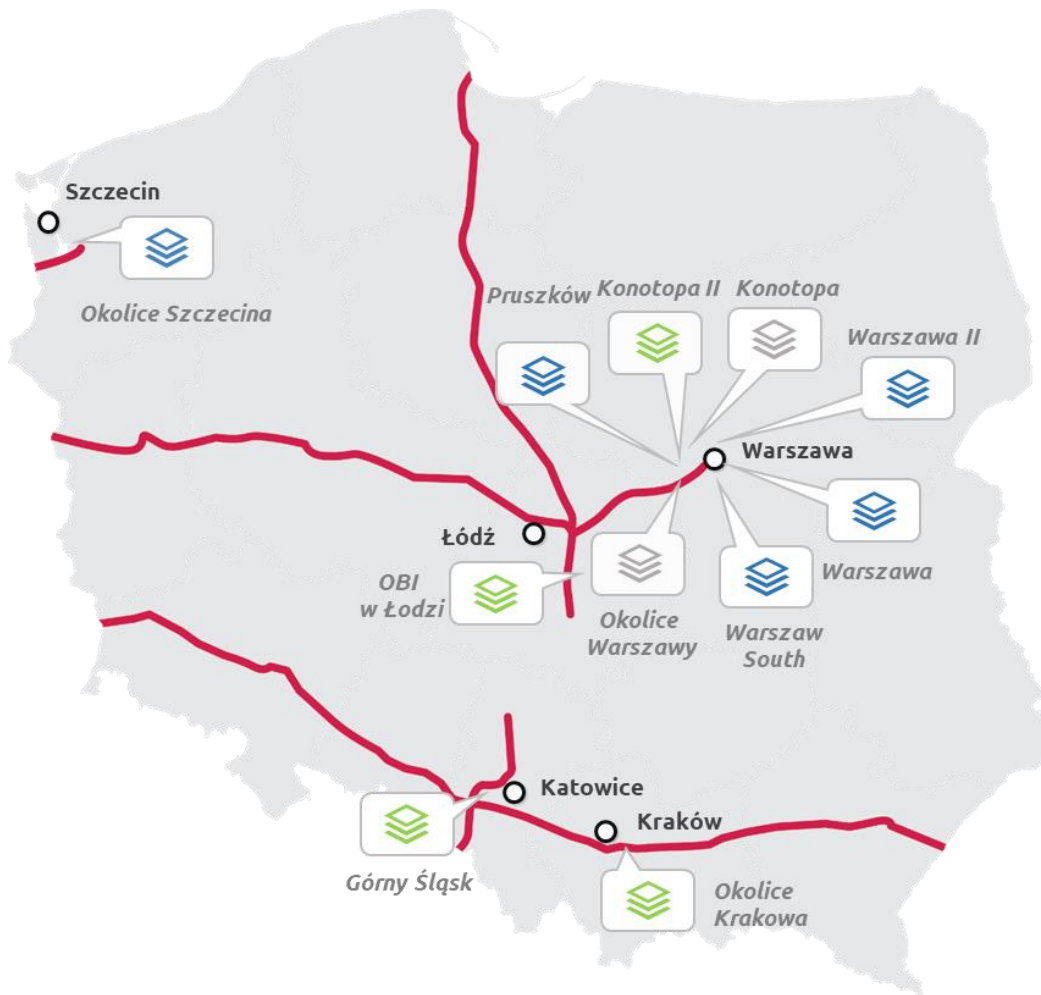 Szczecin
Okolice Szczecina
Pruszków
Konotopa II
Konotopa
Warszawa II
Warszawa
Łódź
OBI
w Łodzi
Okolice
Warszawy
Warszaw
South
Warszawa
Katowice
Kraków
Górny Śląsk
Okolice
Krakowa